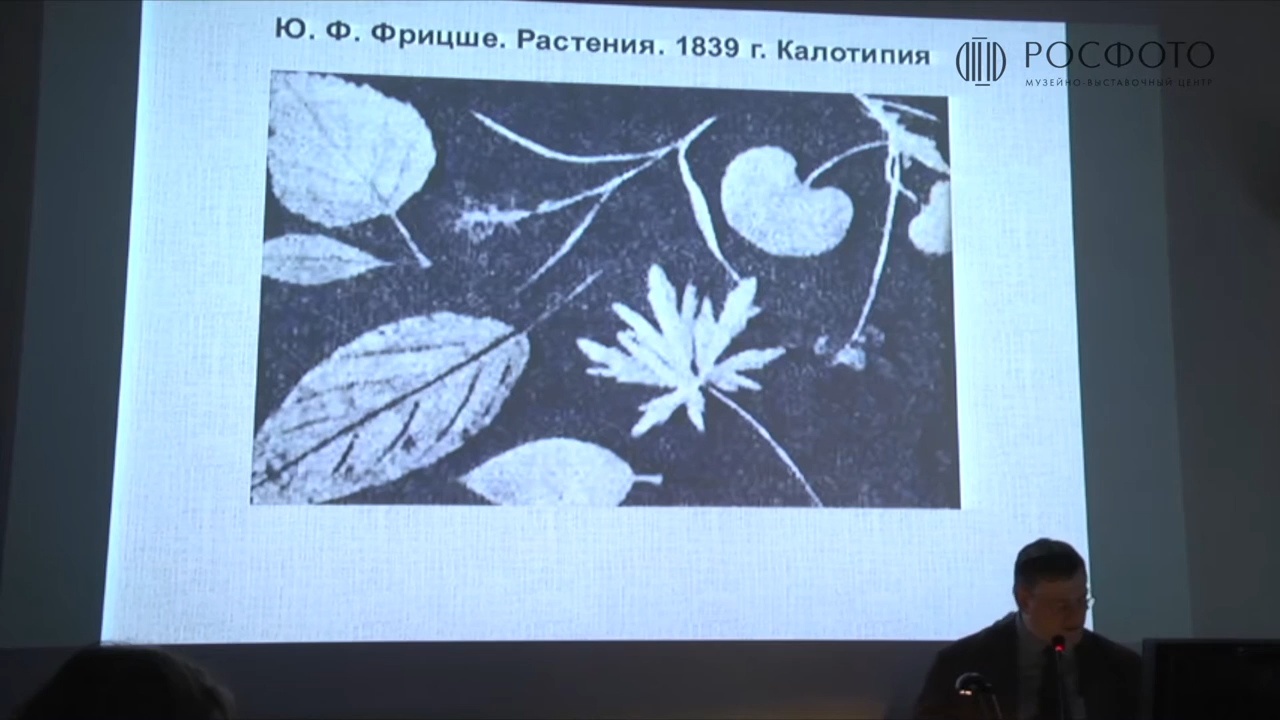 Ю. Ф. Фрицше. Растения. 1839 г. Калотипия
РОСФОТО
МУЗЕЙНО-ВЫСТАВОЧНЫЙ ЦЕНТР